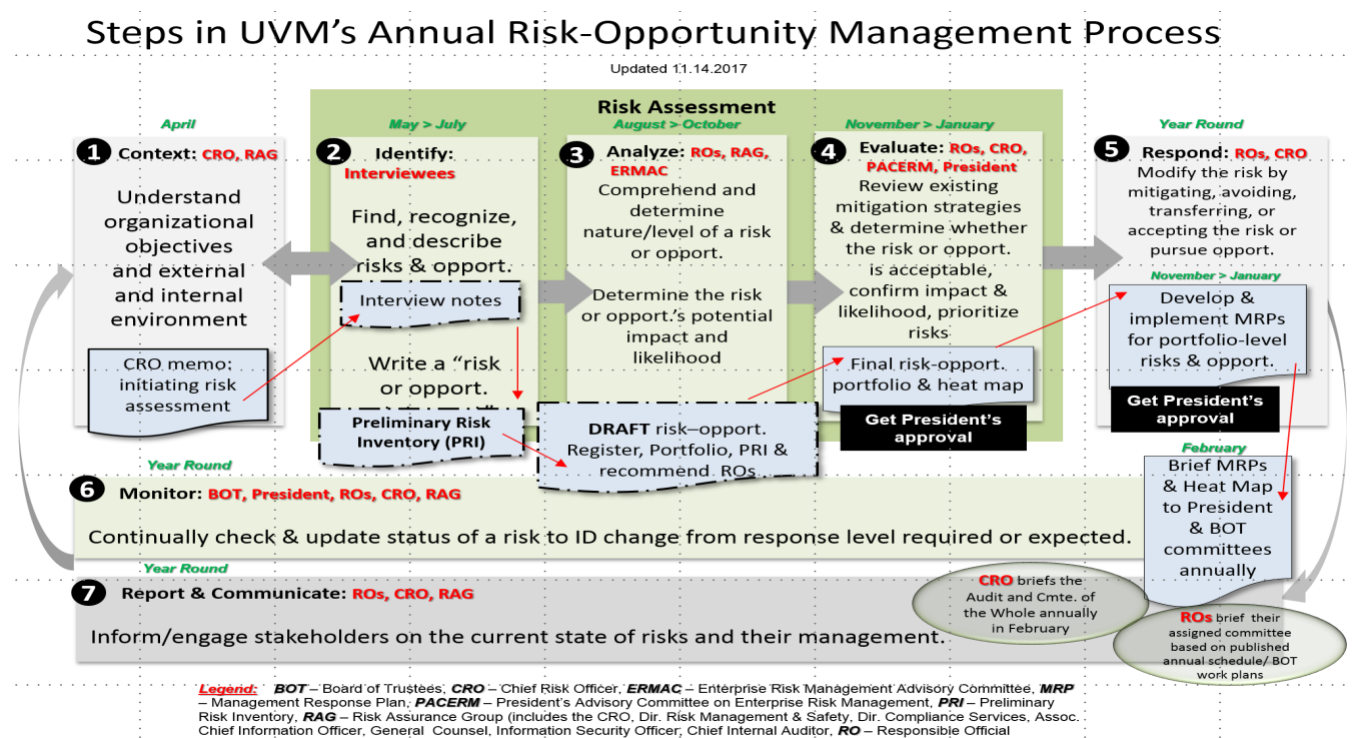 Steps in UVM's Annual Risk-Opportunity Management Process
Updated 11.14.2017
Risk Assessment
April
1 Context: CRO, RAG
Understand
organizational
objectives
and external
and internal
environment
CRO memo:
initiating risk
assessment
May > July
2 Identify:
Interviewees
Find, recognize,
and describe
risks & opport.
Interview notes
Write a “risk
or opport.
Preliminary Risk
Inventory (PRI)
August > October
3 Analyze: ROs, RAG,
ERMAC
Comprehend and
determine
nature/level of a risk
or opport.
Determine the risk
or opport.'s potential
impact and
likelihood
DRAFT risk–opport.
Register, Portfolio, PRI &
recommend ROs
November > January
4 Evaluate: ROs, CRO,
PACERM, President
Review existing
mitigation strategies
& determine whether
the risk or opport.
is acceptable,
confirm impact &
likelihood, prioritize
risks
Final risk-opport.
portfolio & heat map
Get President's
approval
Year Round
5 Respond: ROs, CRO
Modify the risk by
mitigating, avoiding,
transferring, or
accepting the risk or
pursue opport.
November > January
Develop &
implement MRPs
for portfolio-level
risks & opport.
Get President's
approval
February
Brief MRPs
& Heat Map
to President
& BOT
committees
annually
Year Round
6 Monitor: BOT, President, ROs, CRO, RAG
Continually check & update status of a risk to ID change from response level required or expected.
Year Round
7 Report & Communicate: ROs, CRO, RAG
Inform/engage stakeholders on the current state of risks and their management.
CRO briefs the
Audit and Cmte. of
the Whole annually
in February
ROs brief their
assigned committee
based on published
annual schedule/ BOT
work plans
Legend: BOT – Board of Trustees, CRO – Chief Risk Officer, ERMAC – Enterprise Risk Management Advisory Committee, MRP
– Management Response Plan, PACERM – President's Advisory Committee on Enterprise Risk Management, PRI – Preliminary
Risk Inventory, RAG – Risk Assurance Group (includes the CRO, Dir. Risk Management & Safety, Dir. Compliance Services, Assoc.
Chief Information Officer, General Counsel, Information Security Officer, Chief Internal Auditor, RO – Responsible Official